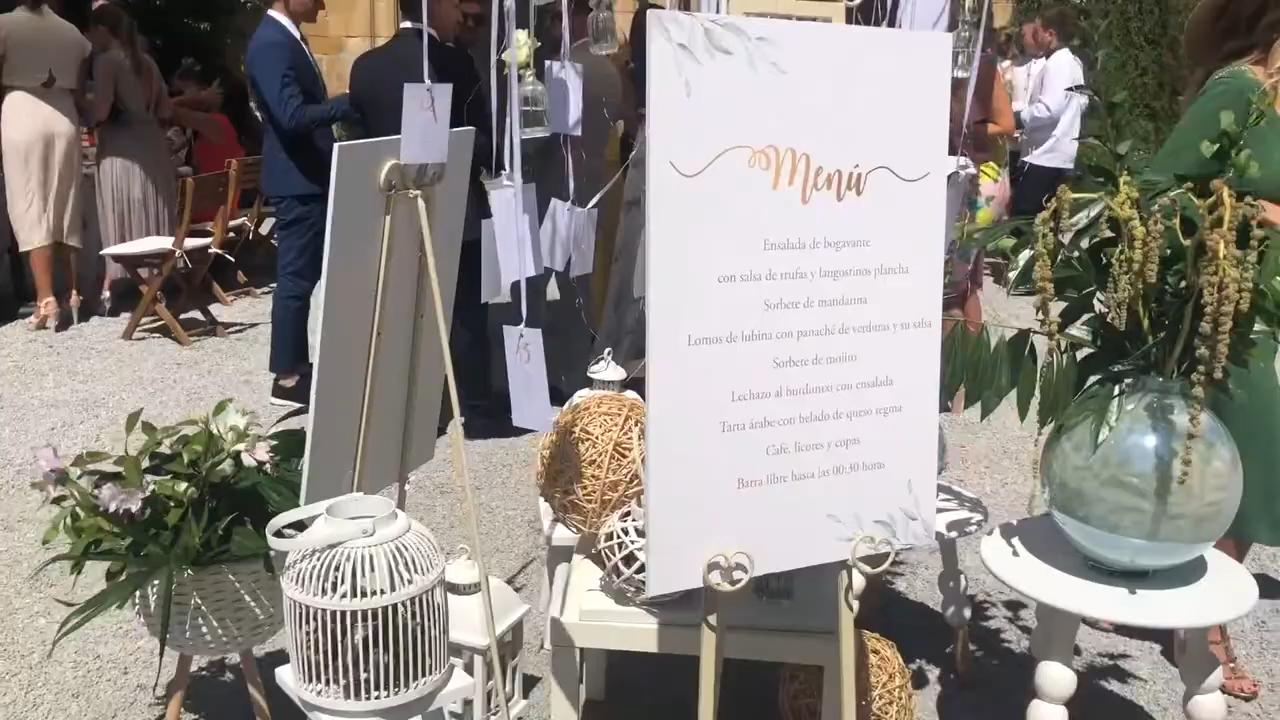 Menú
Ensalada de bogavante
con salsa de trufas y langostinos plancha
Sorbete de mandarina
Lomos de lubina con panaché de verduras y su salsa
Sorbete de mojito
Lechazo al burduntxi con ensalada
Tarta árabe con helado de queso
Café, licores y copas
Barra libre hasta las 00:30 horas